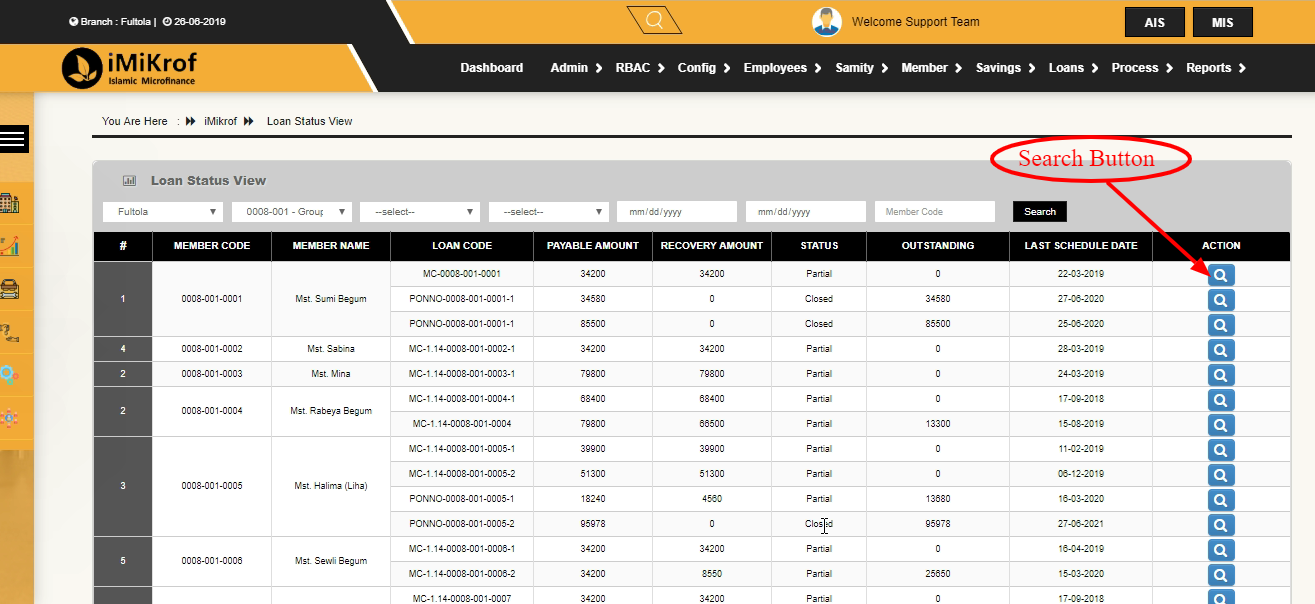 Branch : Fultola | 26-06-2019
Welcome Support Team
AIS
MIS
iMiKrof
Islamic Microfinance
Dashboard Admin RBAC Config Employees Samity Member Savings Loans Process Reports
You Are Here : iMikrof Loan Status View
Search Button
Loan Status View
Fultola 0008-001 - Group --select-- --select-- mm/dd/yyyy mm/dd/yyyy Member Code Search
# MEMBER CODE MEMBER NAME LOAN CODE PAYABLE AMOUNT RECOVERY AMOUNT STATUS OUTSTANDING LAST SCHEDULE DATE ACTION
MC-0008-001-0001 34200 34200 Partial 0 22-03-2019
1 0008-001-0001 Mst. Sumi Begum PONNO-0008-001-0001-1 34580 0 Closed 34580 27-06-2020
PONNO-0008-001-0001-1 85500 0 Closed 85500 25-06-2020
4 0008-001-0002 Mst. Sabina MC-1.14-0008-001-0002-1 34200 34200 Partial 0 28-03-2019
2 0008-001-0003 Mst. Mina MC-1.14-0008-001-0003-1 79800 79800 Partial 0 24-03-2019
2 0008-001-0004 Mst. Rabeya Begum MC-1.14-0008-001-0004-1 68400 68400 Partial 0 17-09-2018
MC-1.14-0008-001-0004 79800 66500 Partial 13300 15-08-2019
MC-1.14-0008-001-0005-1 39900 39900 Partial 0 11-02-2019
MC-1.14-0008-001-0005-2 51300 51300 Partial 0 06-12-2019
3 0008-001-0005 Mst. Halima (Liha) PONNO-0008-001-0005-1 18240 4560 Partial 13680 16-03-2020
PONNO-0008-001-0005-2 95978 0 Closed 95978 27-06-2021
MC-1.14-0008-001-0006-1 34200 34200 Partial 0 16-04-2019
5 0008-001-0006 Mst. Sewli Begum MC-1.14-0008-001-0006-2 34200 8550 Partial 25650 15-03-2020
MC-1.14-0008-001-0007 34200 34200 Partial 0 17-09-2018